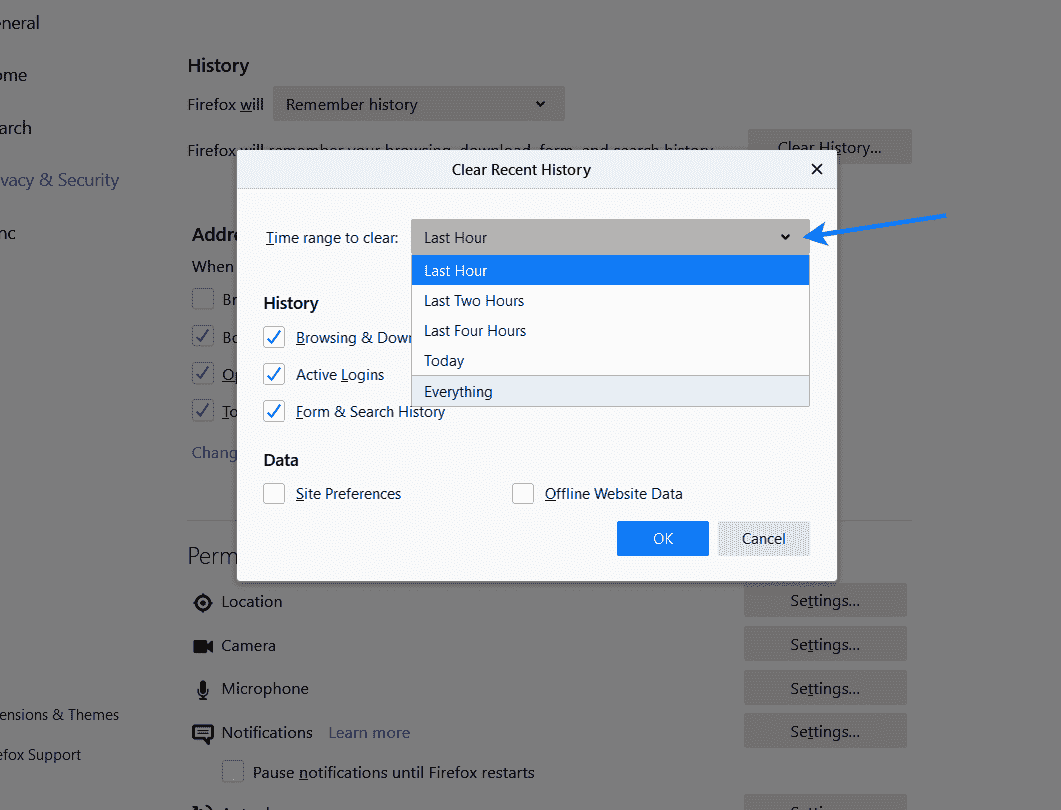 eneral
ome
arch
vacy & Security
nc
ensions & Themes
efox Support
History
Firefox will Remember history
Firefox will remember your browsing, download, form, and search history.
Clear History...
Addre
When
Br
Bo
Op
To
Chang
Clear Recent History
Time range to clear: Last Hour
Last Hour
Last Two Hours
Last Four Hours
Today
Everything
History
Browsing & Down
Active Logins
Form & Search History
Data
Site Preferences Offline Website Data
OK Cancel
Perm
Location Settings...
Camera Settings...
Microphone Settings...
Notifications Learn more Settings...
Pause notifications until Firefox restarts